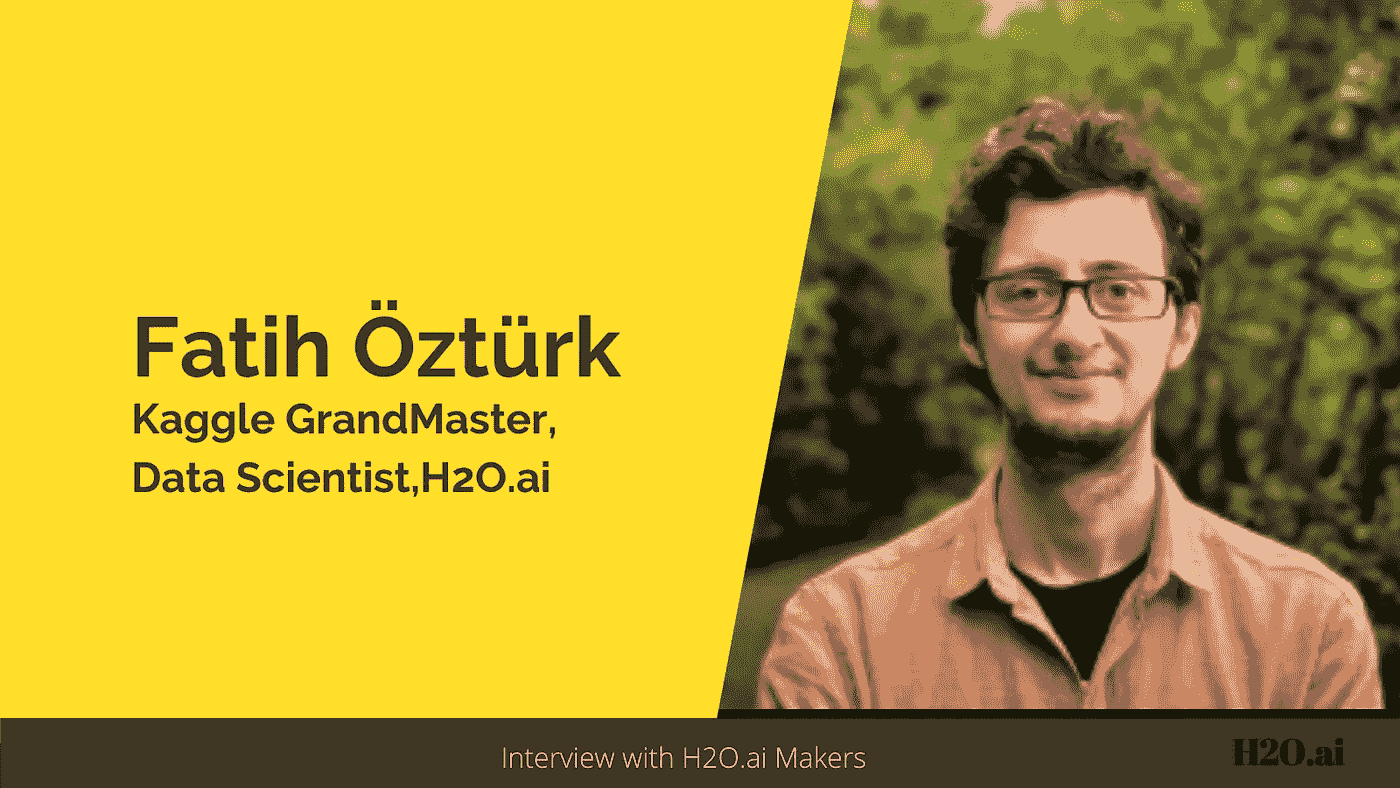 Fatih Öztürk
Kaggle GrandMaster,
Data Scientist,H2O.ai
Interview with H2O.ai Makers
H2O.ai